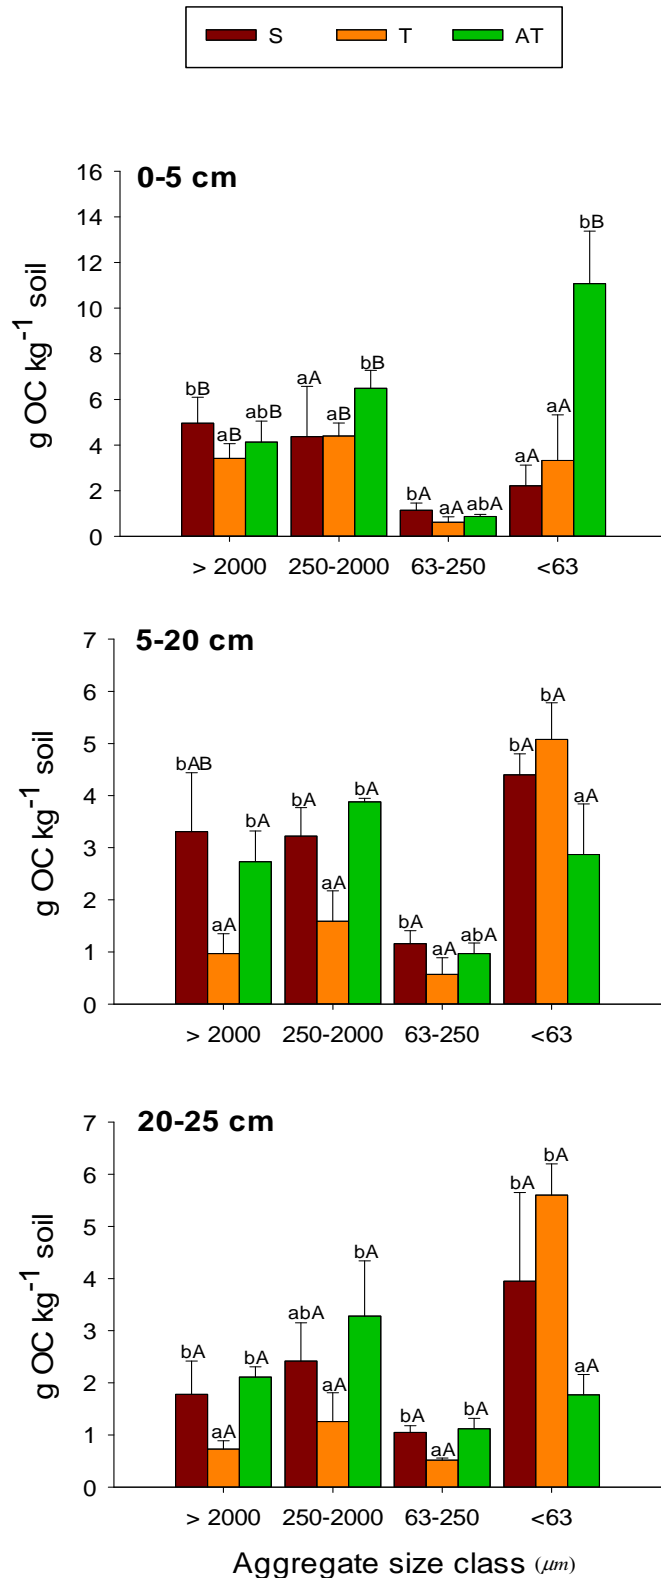 S T AT
0-5 cm
g OC kg-1 soil
16
14
12
10
8
6
4
2
0
bB aB abB aA aB bB bA aA abA aA aA bB
> 2000 250-2000 63-250 <63
5-20 cm
g OC kg-1 soil
7
6
5
4
3
2
1
0
bAB aA bA bA aA bA bA aA abA bA bA aA
> 2000 250-2000 63-250 <63
20-25 cm
g OC kg-1 soil
7
6
5
4
3
2
1
0
bA aA bA abA aA bA bA aA bA bA bA aA
> 2000 250-2000 63-250 <63
Aggregate size class (μm)